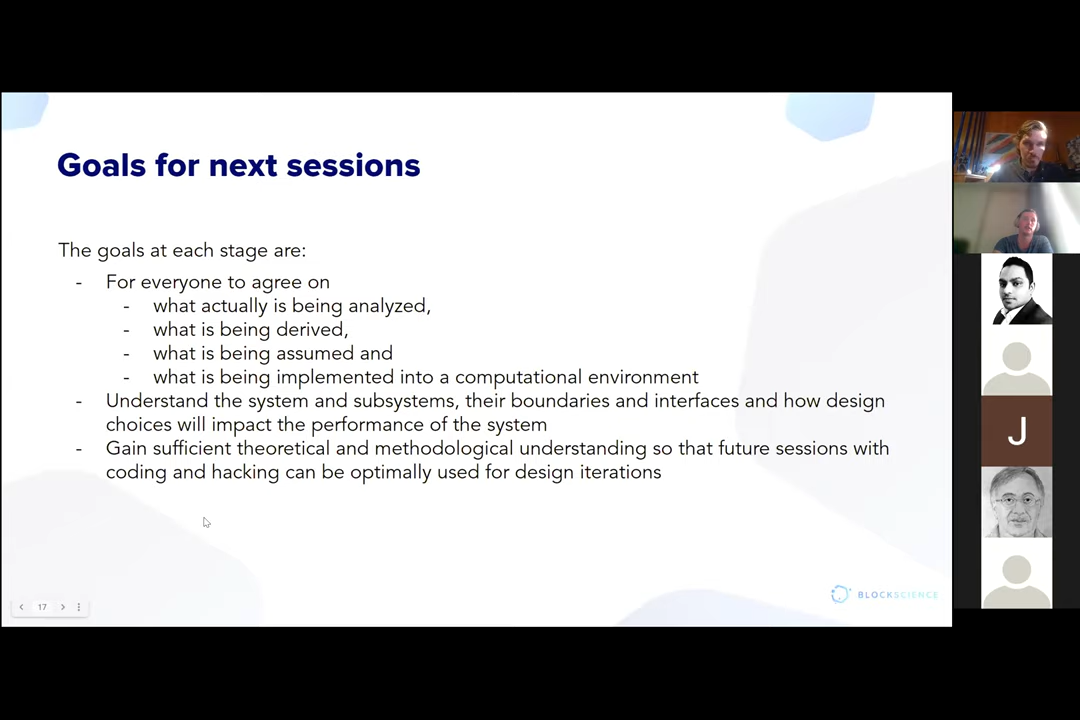 Goals for next sessions
The goals at each stage are:
- For everyone to agree on
- what actually is being analyzed,
- what is being derived,
- what is being assumed and
- what is being implemented into a computational environment
- Understand the system and subsystems, their boundaries and interfaces and how design
choices will impact the performance of the system
- Gain sufficient theoretical and methodological understanding so that future sessions with
coding and hacking can be optimally used for design iterations
17
BLOCKSCIENCE
J